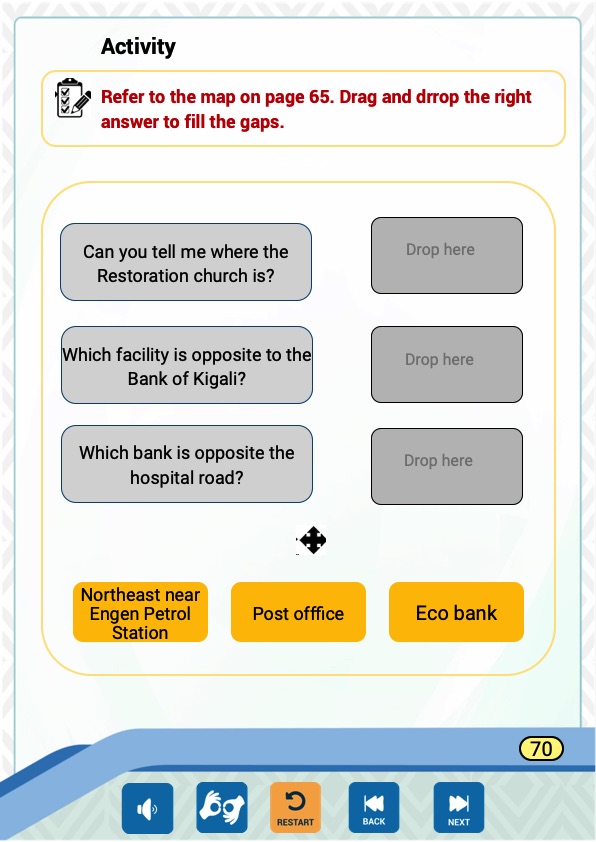 Activity
Refer to the map on page 65. Drag and drrop the right
answer to fill the gaps.
Can you tell me where the
Restoration church is?
Drop here
Which facility is opposite to the
Bank of Kigali?
Drop here
Which bank is opposite the
hospital road?
Drop here
Northeast near
Engen Petrol
Station
Post offfice
Eco bank
70
RESTART
BACK
NEXT